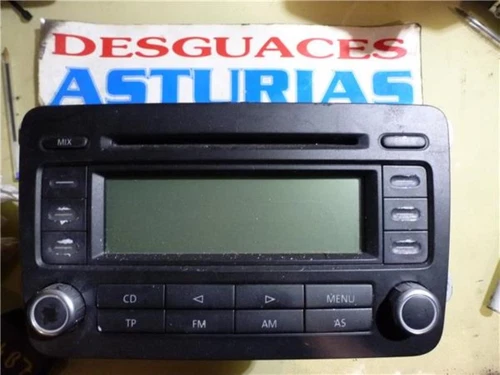 DESGUACES
ASTURIAS
MIX
CD ◁ ▷ MENU
TP FM AM AS